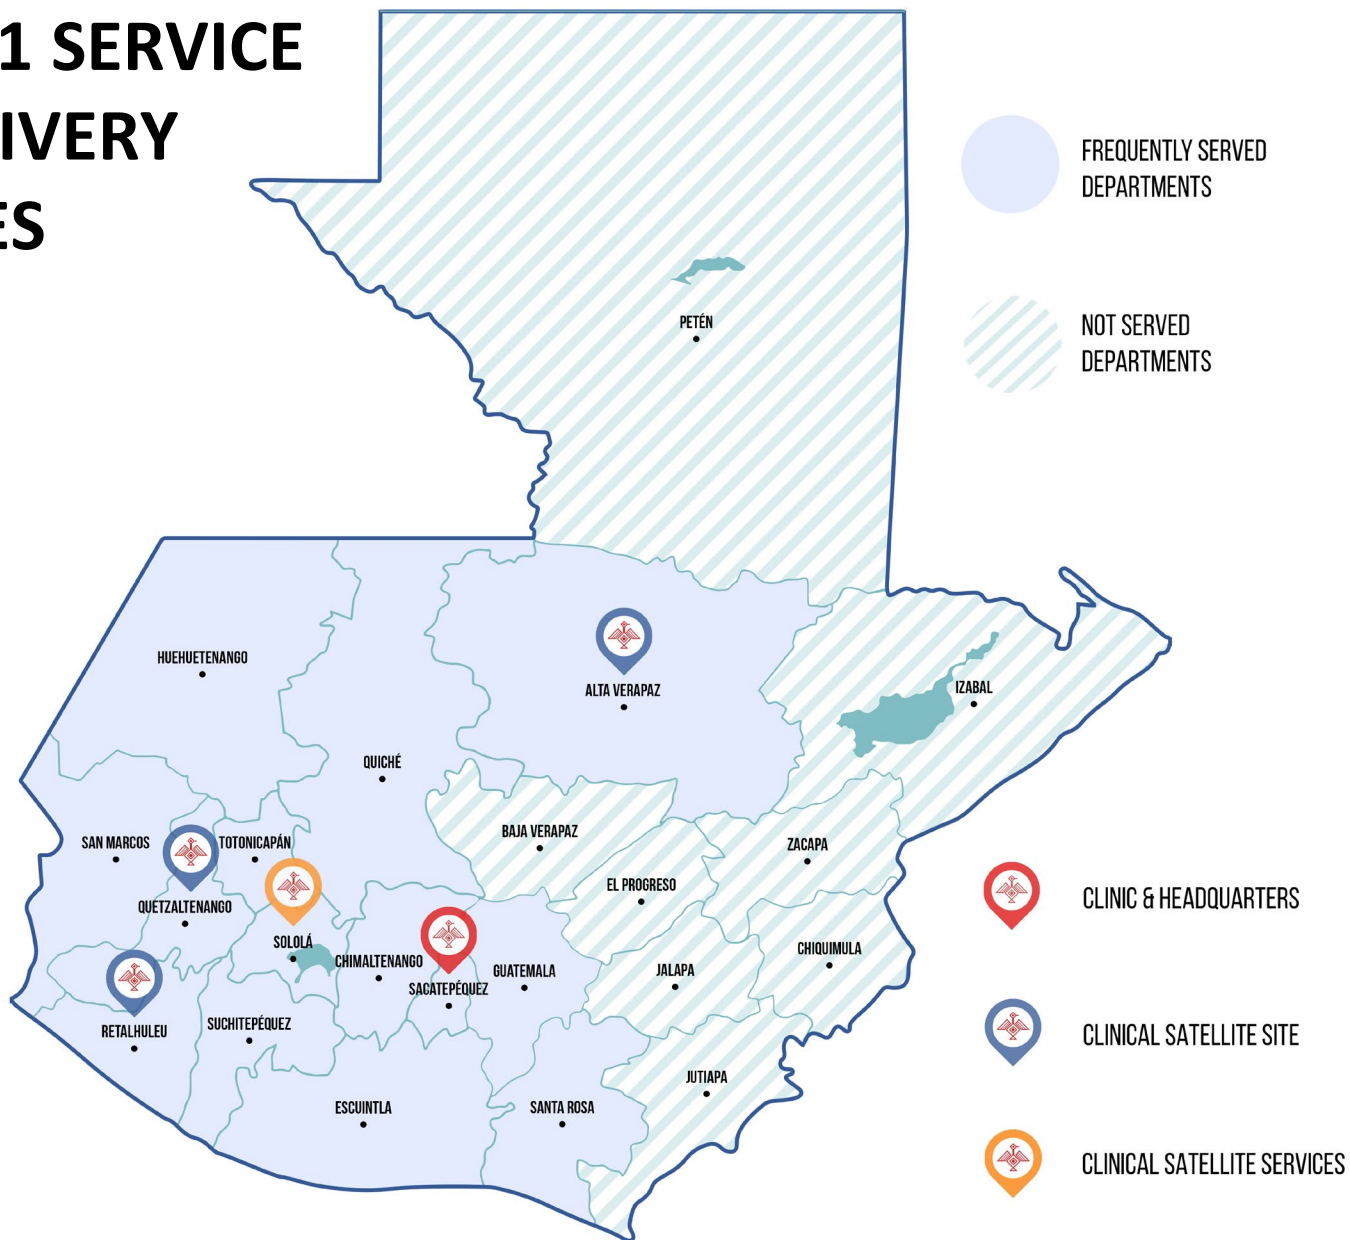 1 SERVICE
IVERY
ES
FREQUENTLY SERVED
DEPARTMENTS
NOT SERVED
DEPARTMENTS
PETÉN
HUEHUETENANGO
ALTA VERAPAZ
IZABAL
QUICHÉ
SAN MARCOS
TOTONICAPÁN
BAJA VERAPAZ
ZACAPA
EL PROGRESO
QUETZALTENANGO
CLINIC & HEADQUARTERS
SOLOLÁ
CHIMALTENANGO
GUATEMALA
JALAPA
CHIQUIMULA
SACATEPÉQUEZ
RETALHULEU
SUCHITEPÉQUEZ
CLINICAL SATELLITE SITE
JUTIAPA
ESCUINTLA
SANTA ROSA
CLINICAL SATELLITE SERVICES